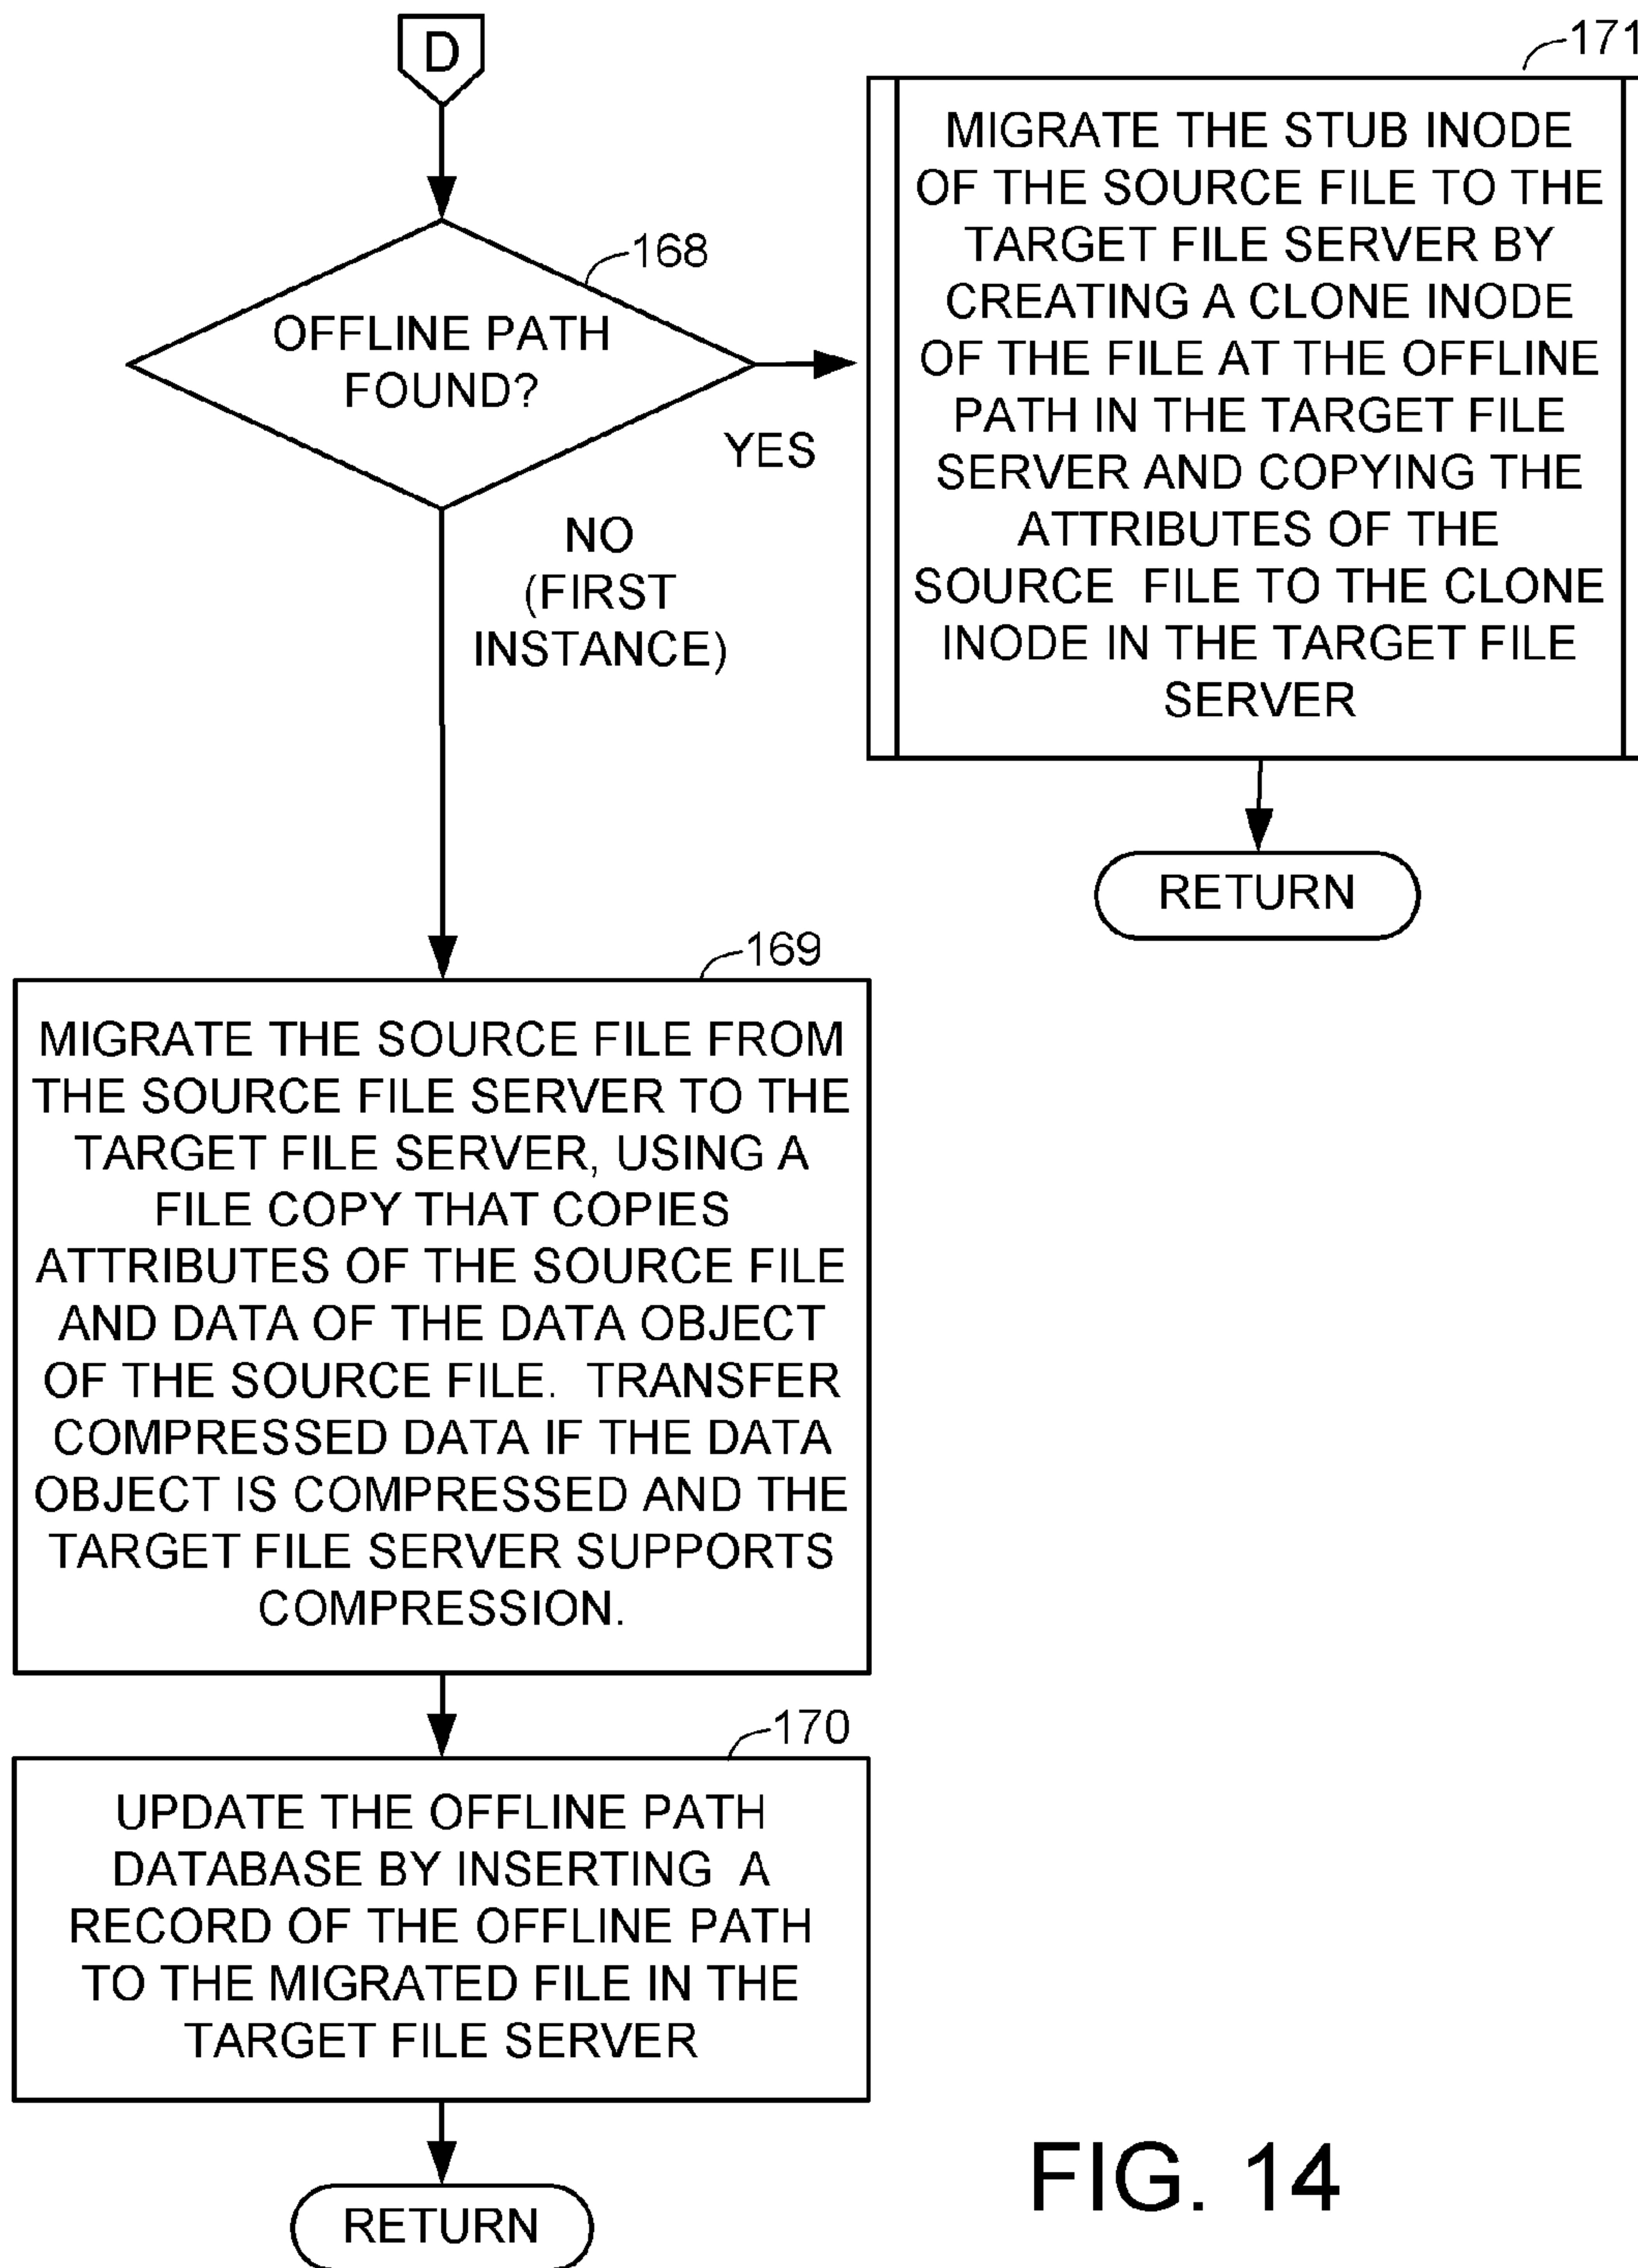 D
168
OFFLINE PATH
FOUND?
YES
NO
(FIRST
INSTANCE)
171
MIGRATE THE STUB INODE
OF THE SOURCE FILE TO THE
TARGET FILE SERVER BY
CREATING A CLONE INODE
OF THE FILE AT THE OFFLINE
PATH IN THE TARGET FILE
SERVER AND COPYING THE
ATTRIBUTES OF THE
SOURCE FILE TO THE CLONE
INODE IN THE TARGET FILE
SERVER
RETURN
169
MIGRATE THE SOURCE FILE FROM
THE SOURCE FILE SERVER TO THE
TARGET FILE SERVER, USING A
FILE COPY THAT COPIES
ATTRIBUTES OF THE SOURCE FILE
AND DATA OF THE DATA OBJECT
OF THE SOURCE FILE. TRANSFER
COMPRESSED DATA IF THE DATA
OBJECT IS COMPRESSED AND THE
TARGET FILE SERVER SUPPORTS
COMPRESSION.
170
UPDATE THE OFFLINE PATH
DATABASE BY INSERTING A
RECORD OF THE OFFLINE PATH
TO THE MIGRATED FILE IN THE
TARGET FILE SERVER
RETURN
FIG. 14